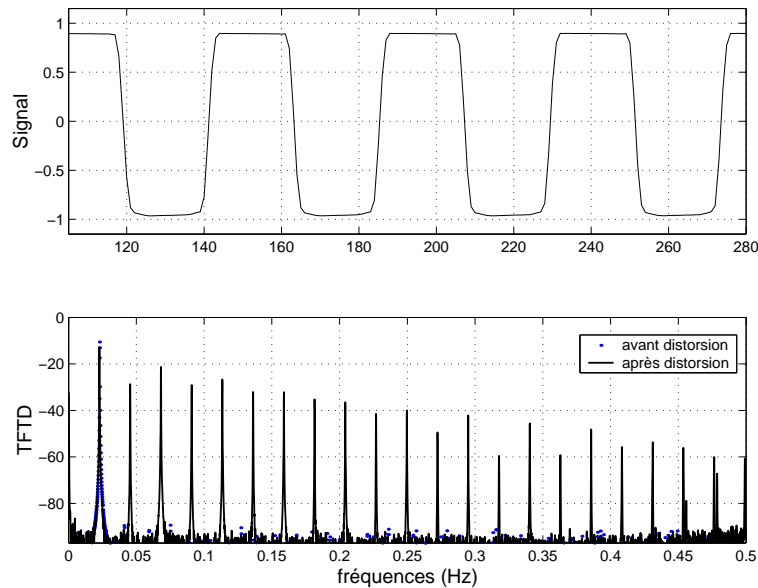 Signal
1
0.5
0
−0.5
−1
120 140 160 180 200 220 240 260 280
TFTD
0
−20
−40
−60
−80
avant distorsion
après distorsion
0 0.05 0.1 0.15 0.2 0.25 0.3 0.35 0.4 0.45 0.5
fréquences (Hz)